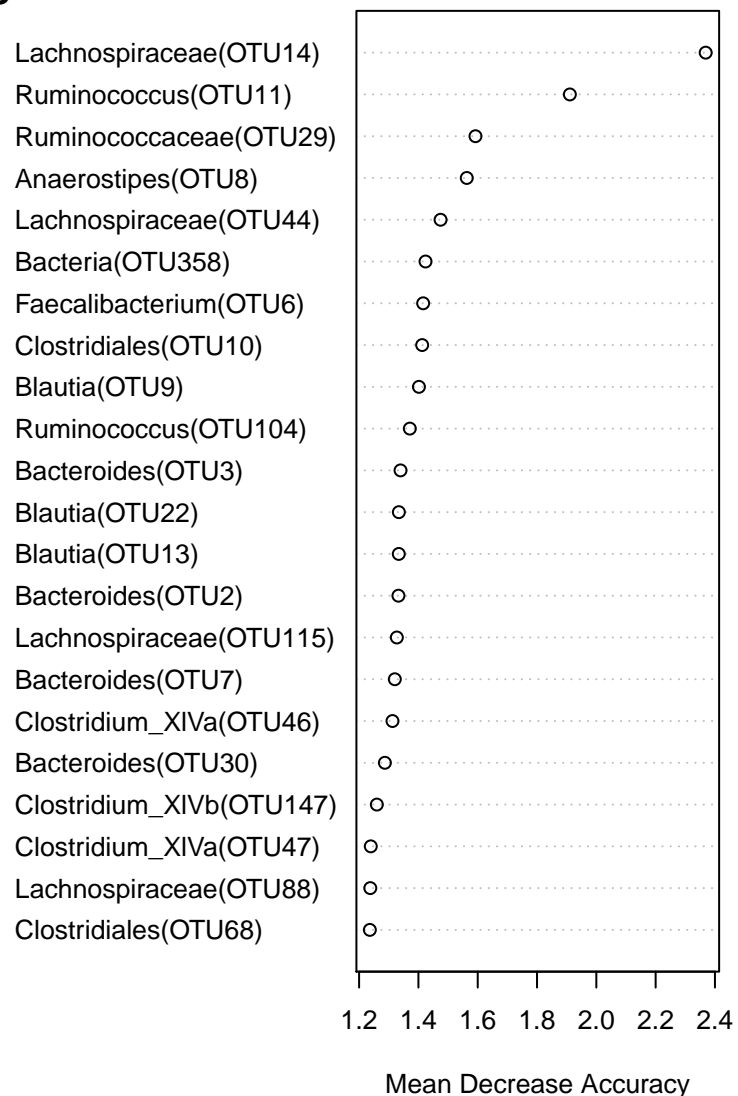 Lachnospiraceae(OTU14)
Ruminococcus(OTU11)
Ruminococcaceae(OTU29)
Anaerostipes(OTU8)
Lachnospiraceae(OTU44)
Bacteria(OTU358)
Faecalibacterium(OTU6)
Clostridiales(OTU10)
Blautia(OTU9)
Ruminococcus(OTU104)
Bacteroides(OTU3)
Blautia(OTU22)
Blautia(OTU13)
Bacteroides(OTU2)
Lachnospiraceae(OTU115)
Bacteroides(OTU7)
Clostridium_XIVa(OTU46)
Bacteroides(OTU30)
Clostridium_XIVb(OTU147)
Clostridium_XIVa(OTU47)
Lachnospiraceae(OTU88)
Clostridiales(OTU68)
1.2 1.4 1.6 1.8 2.0 2.2 2.4
Mean Decrease Accuracy